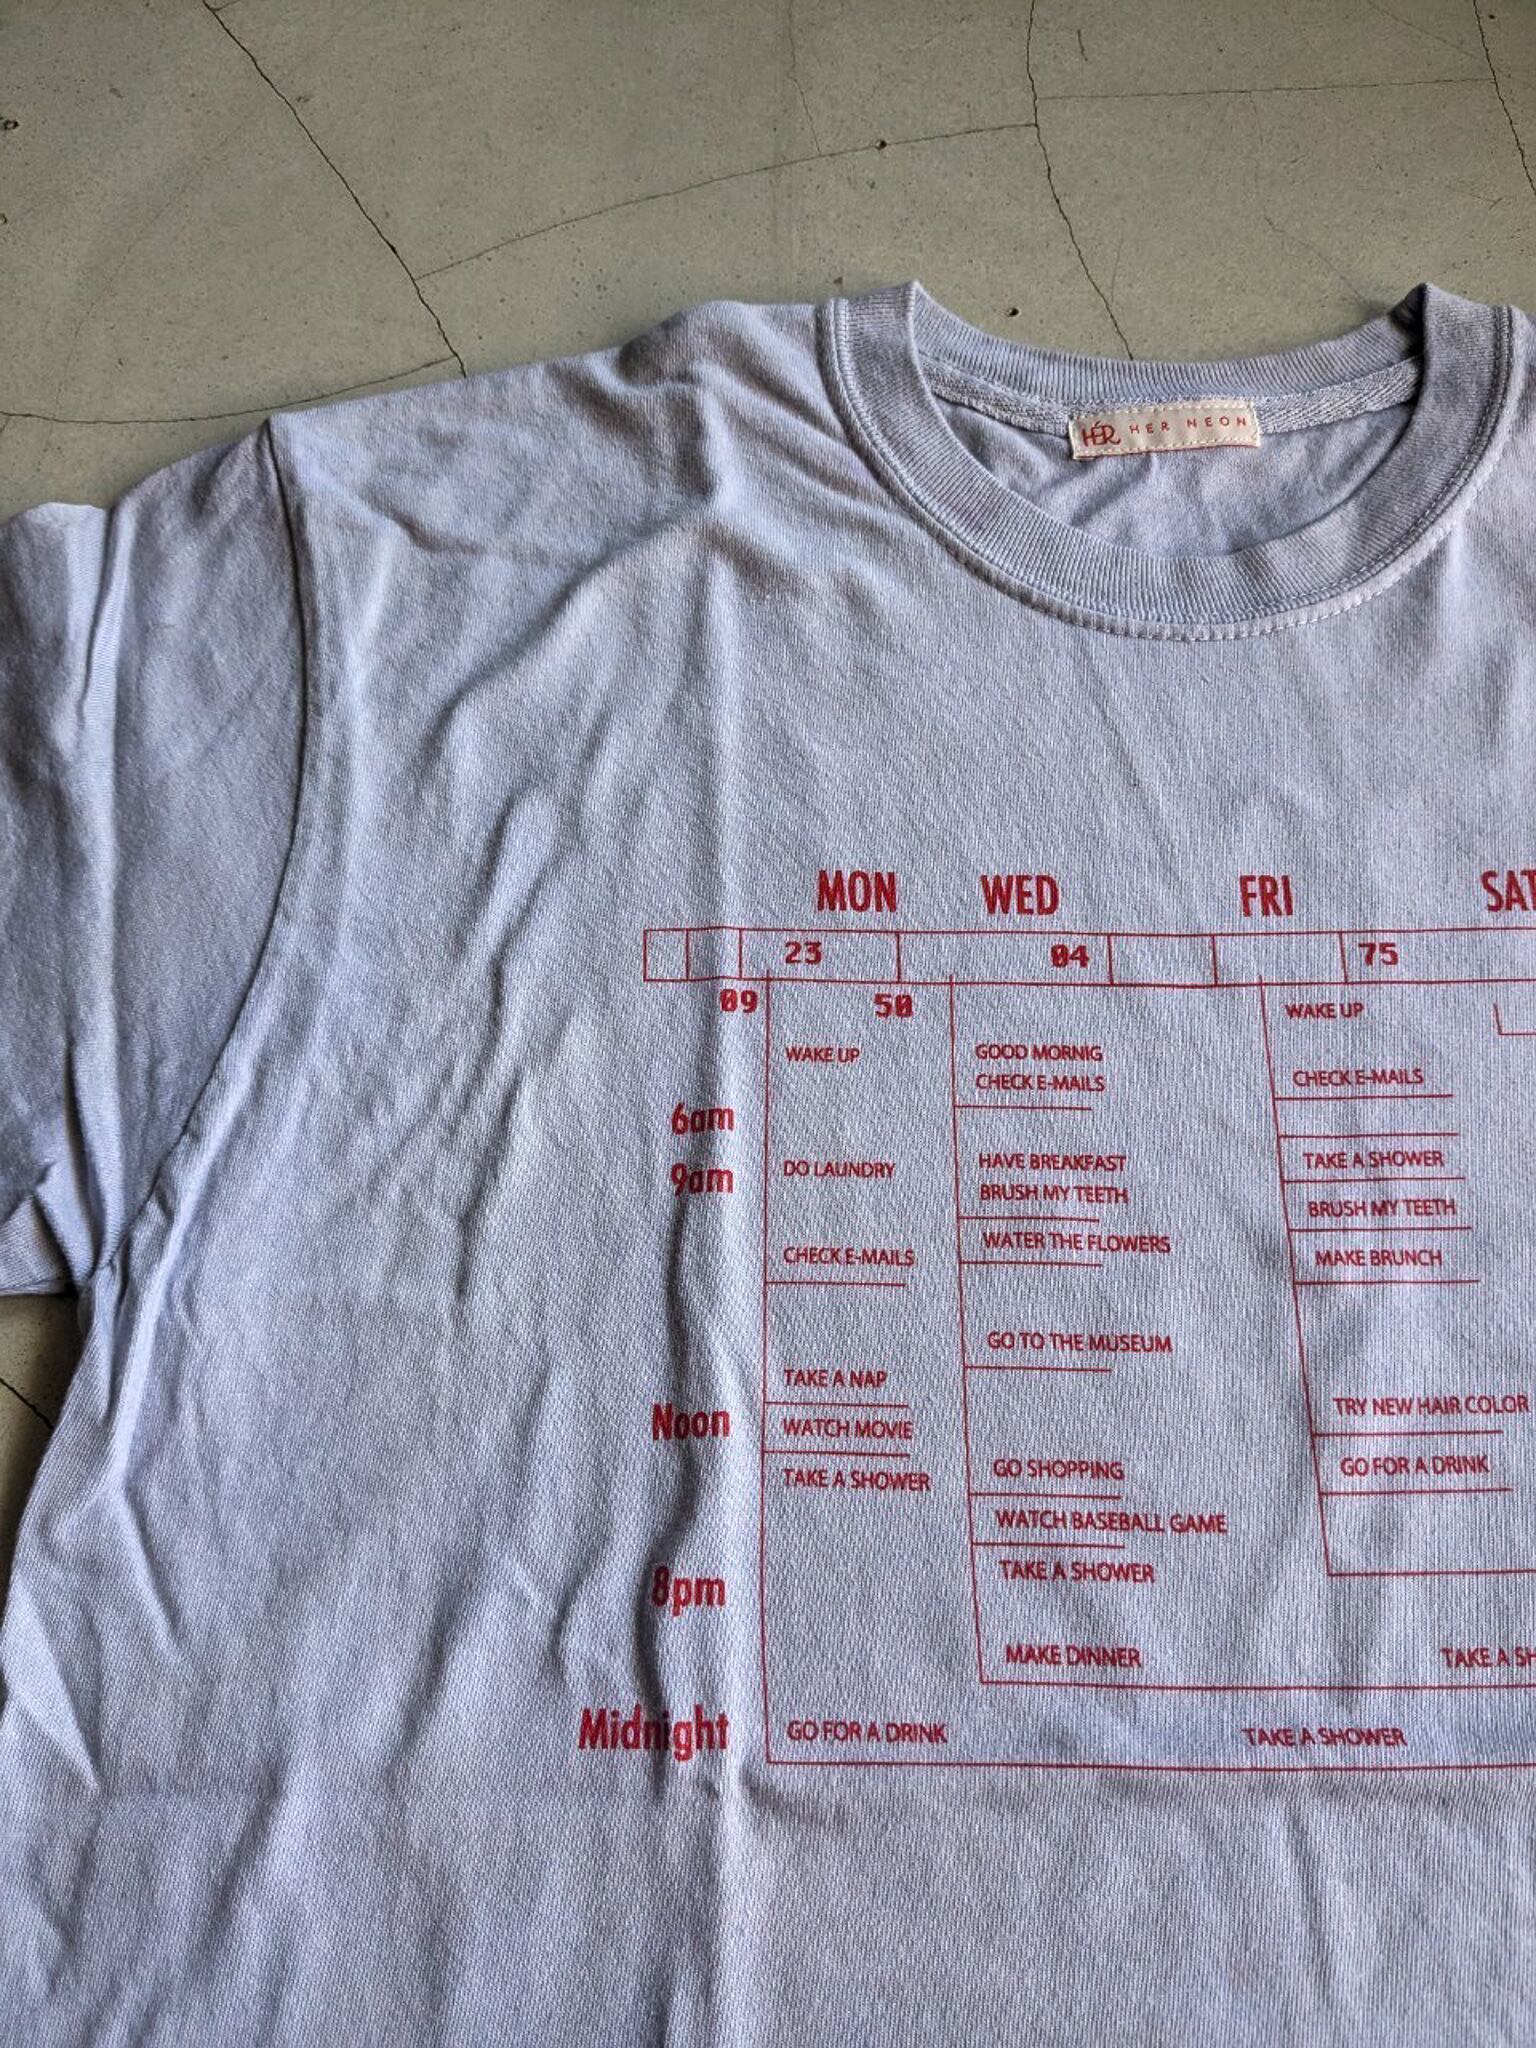 HÉR HER NEON
MON WED FRI SAT
23 04 75
09 50
WAKE UP
DO LAUNDRY
CHECK E-MAILS
TAKE A NAP
WATCH MOVIE
TAKE A SHOWER
GO FOR A DRINK
GOOD MORNIG
CHECK E-MAILS
HAVE BREAKFAST
BRUSH MY TEETH
WATER THE FLOWERS
GO TO THE MUSEUM
GO SHOPPING
WATCH BASEBALL GAME
TAKE A SHOWER
MAKE DINNER
WAKE UP
CHECK E-MAILS
TAKE A SHOWER
BRUSH MY TEETH
MAKE BRUNCH
TRY NEW HAIR COLOR
GO FOR A DRINK
TAKE A
TAKE A SHOWER
6am
9am
Noon
8pm
Midnight